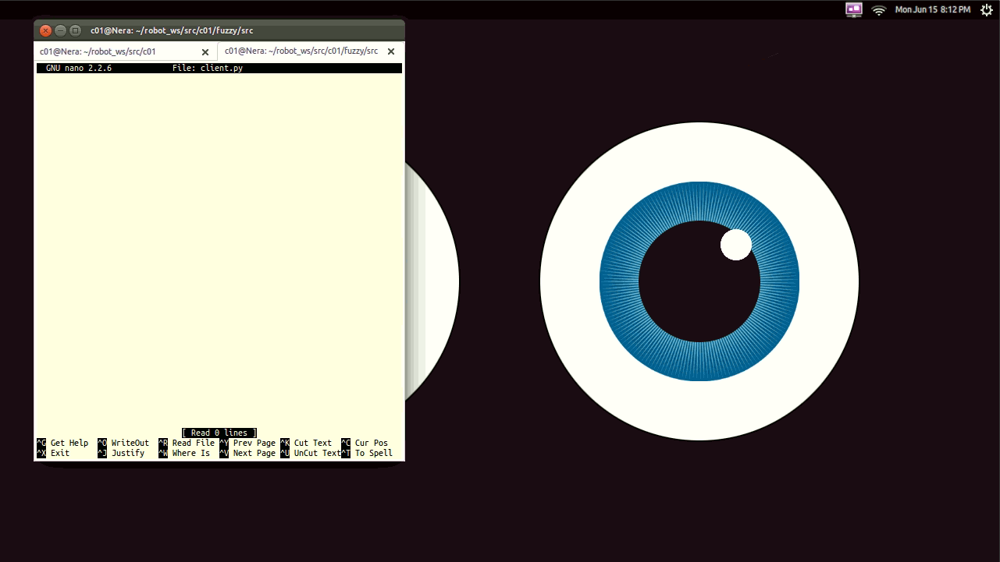 Mon Jun 15 8:12 PM
c01@Nera: ~/robot_ws/src/c01/fuzzy/src
c01@Nera: ~/robot_ws/src/c01 c01@Nera: ~/robot_ws/src/c01/fuzzy/src
GNU nano 2.2.6 File: client.py
[ Read 0 lines ]
^G Get Help ^O WriteOut ^R Read File ^Y Prev Page ^K Cut Text ^C Cur Pos
^X Exit ^J Justify ^W Where Is ^V Next Page ^U UnCut Text ^T To Spell